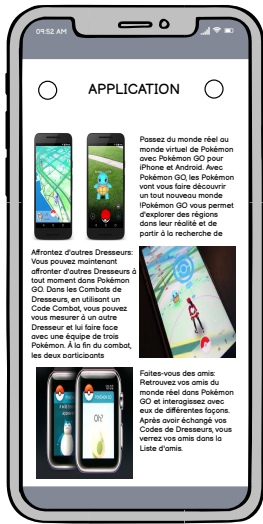 09:52 AM
APPLICATION
Passez du monde réel au
monde virtuel de Pokémon
avec Pokémon GO pour
iPhone et Android. Avec
Pokémon GO, les Pokémon
vont vous faire découvrir
un tout nouveau monde
!Pokémon GO vous permet
d'explorer des régions
dans leur réalité et de
partir à la recherche de
Affrontez d'autres Dresseurs:
Vous pouvez maintenant
affronter d'autres Dresseurs à
tout moment dans Pokémon
GO. Dans les Combats de
Dresseurs, en utilisant un
Code Combat, vous pouvez
vous mesurer à un autre
Dresseur et lui faire face
avec une équipe de trois
Pokémon. À la fin du combat,
les deux participants
Faites-vous des amis:
Retrouvez vos amis du
monde réel dans Pokémon
GO et interagissez avec
eux de différentes façons.
Après avoir échangé vos
Codes de Dresseurs, vous
verrez vos amis dans la
Liste d'amis.
Oh?